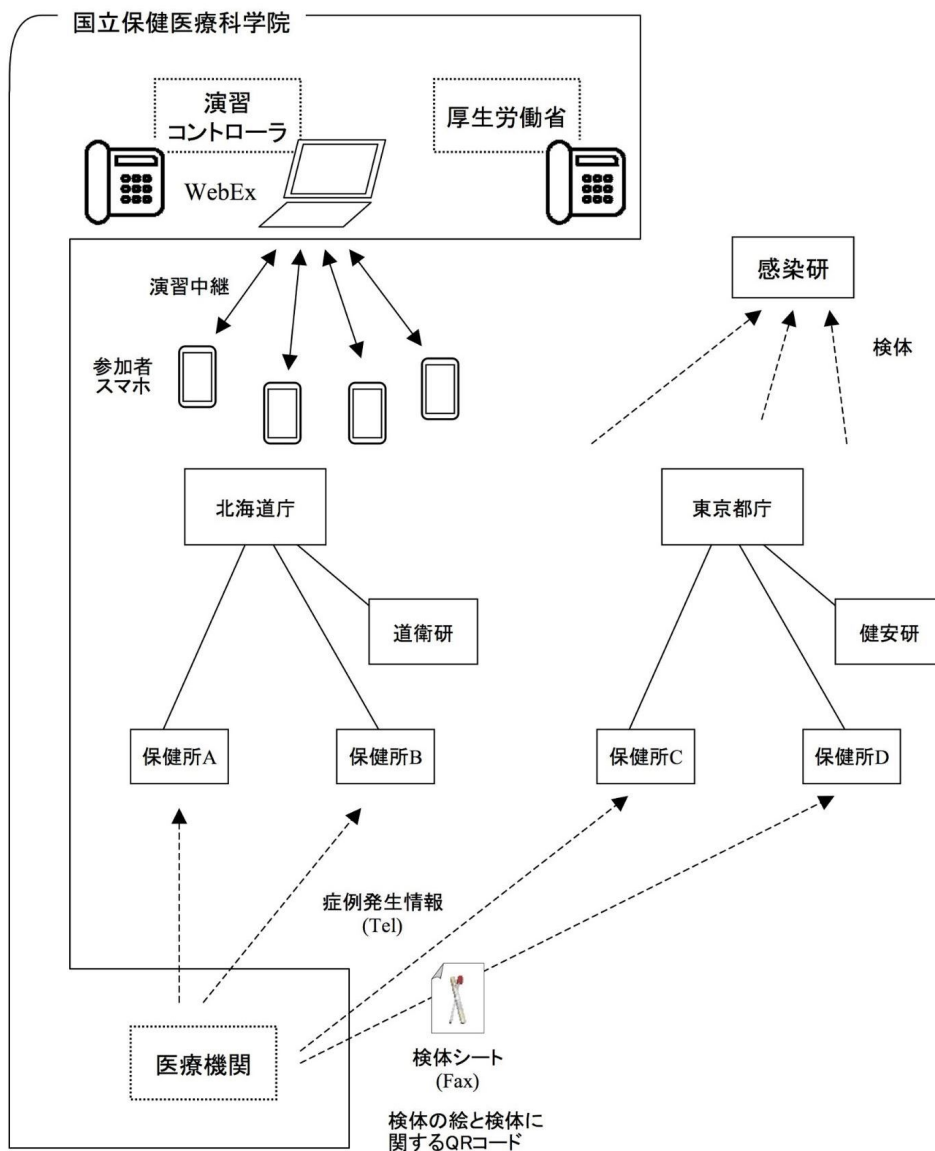 国立保健医療科学院
演習
コントローラ
厚生労働省
WebEx
感染研
演習中継
検体
参加者
スマホ
北海道庁
東京都庁
道衛研
健安研
保健所A
保健所B
保健所C
保健所D
症例発生情報
(Tel)
医療機関
検体シート
(Fax)
検体の絵と検体に
関するQRコード